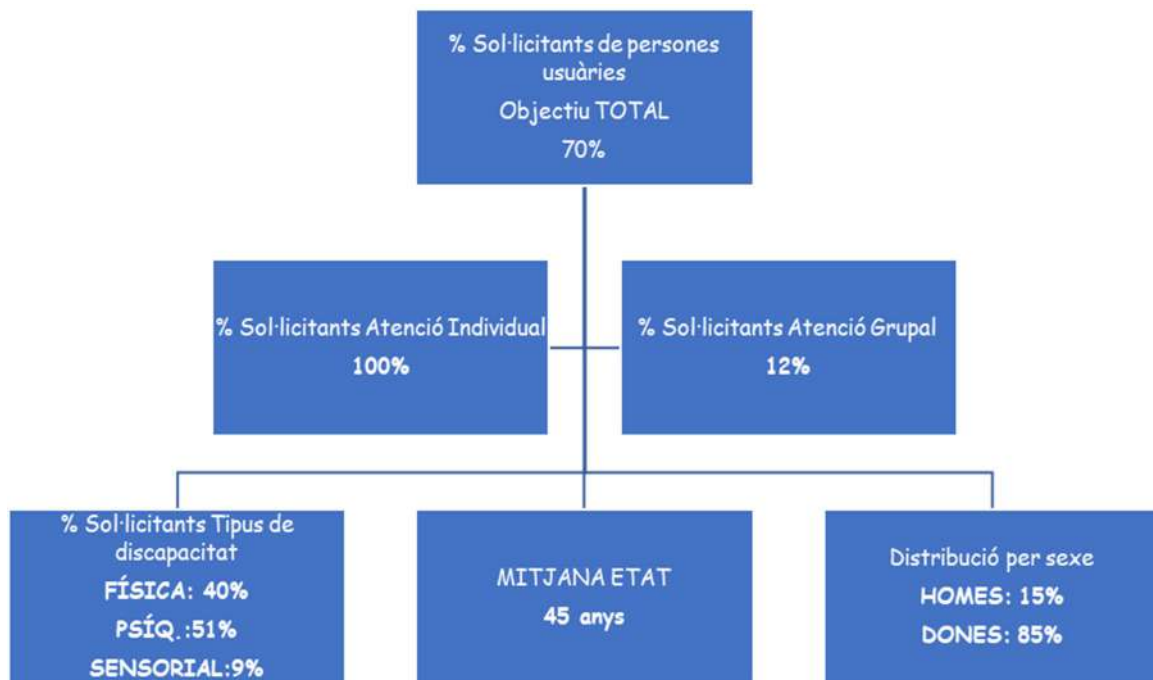 % Sol·licitants de persones
usuàries
Objectiu TOTAL
70%
% Sol·licitants Atenció Individual
100%
% Sol·licitants Atenció Grupal
12%
% Sol·licitants Tipus de
discapacitat
FÍSICA: 40%
PSÍQ.:51%
SENSORIAL:9%
MITJANA ETAT
45 anys
Distribució per sexe
HOMES: 15%
DONES: 85%